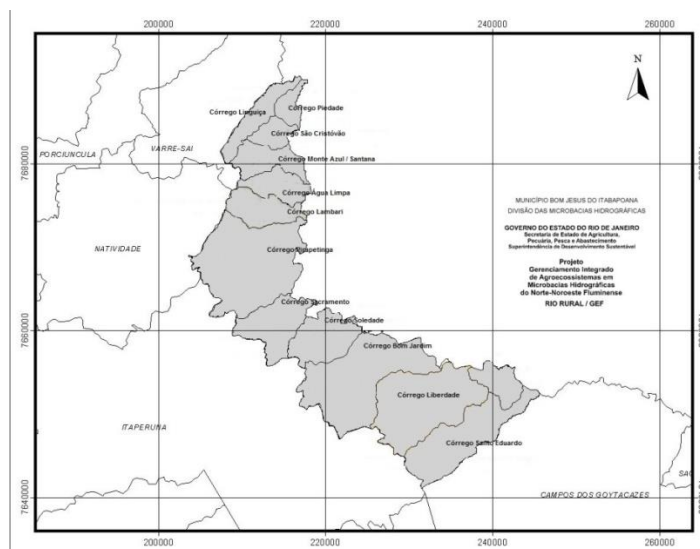 200000 220000 240000 260000
N
Córrego Linguiça
Córrego Piedade
Córrego São Cristóvão
PORCIUNCULA
VARRE-SAI
Córrego Monte Azul / Santana
7680000
Córrego Água Limpa
MUNICÍPIO BOM JESUS DO ITABAPOANA
DIVISÃO DAS MICROBACIAS HIDROGRÁFICAS
Córrego Lambari
GOVERNO DO ESTADO DO RIO DE JANEIRO
Secretaria de Estado de Agricultura,
Pecuária, Pesca e Abastecimento
Superintendência de Desenvolvimento Sustentável
NATIVIDADE
Córrego Pirapetinga
Projeto
Gerenciamento Integrado
de Agroecossistemas em
Microbacias Hidrográficas
do Norte-Noroeste Fluminense
RIO RURAL / GEF
Córrego Sacramento
Córrego Soledade
7660000
Córrego Bom Jardim
Córrego Liberdade
ITAPERUNA
Córrego Eduardo
CAMPOS DOS GOYTACAZES
7640000
200000 220000 240000 260000